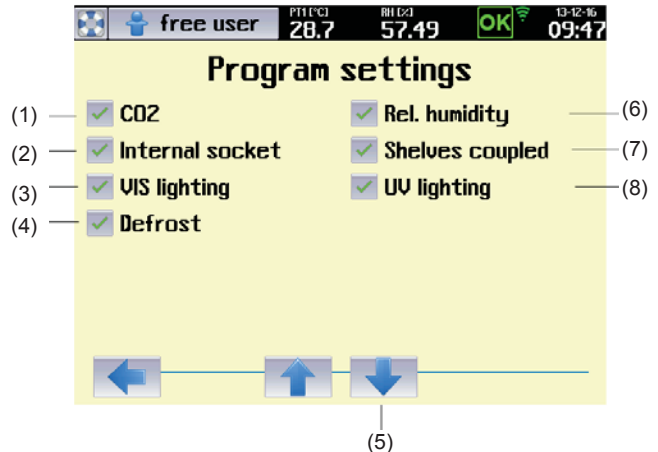 free user PT1 [°C] 28.7 RH [%] 57.49 OK 13-12-16 09:47
Program settings
(1) CO2 Rel. humidity (6)
(2) Internal socket Shelves coupled (7)
(3) VIS lighting UV lighting (8)
(4) Defrost
(5)